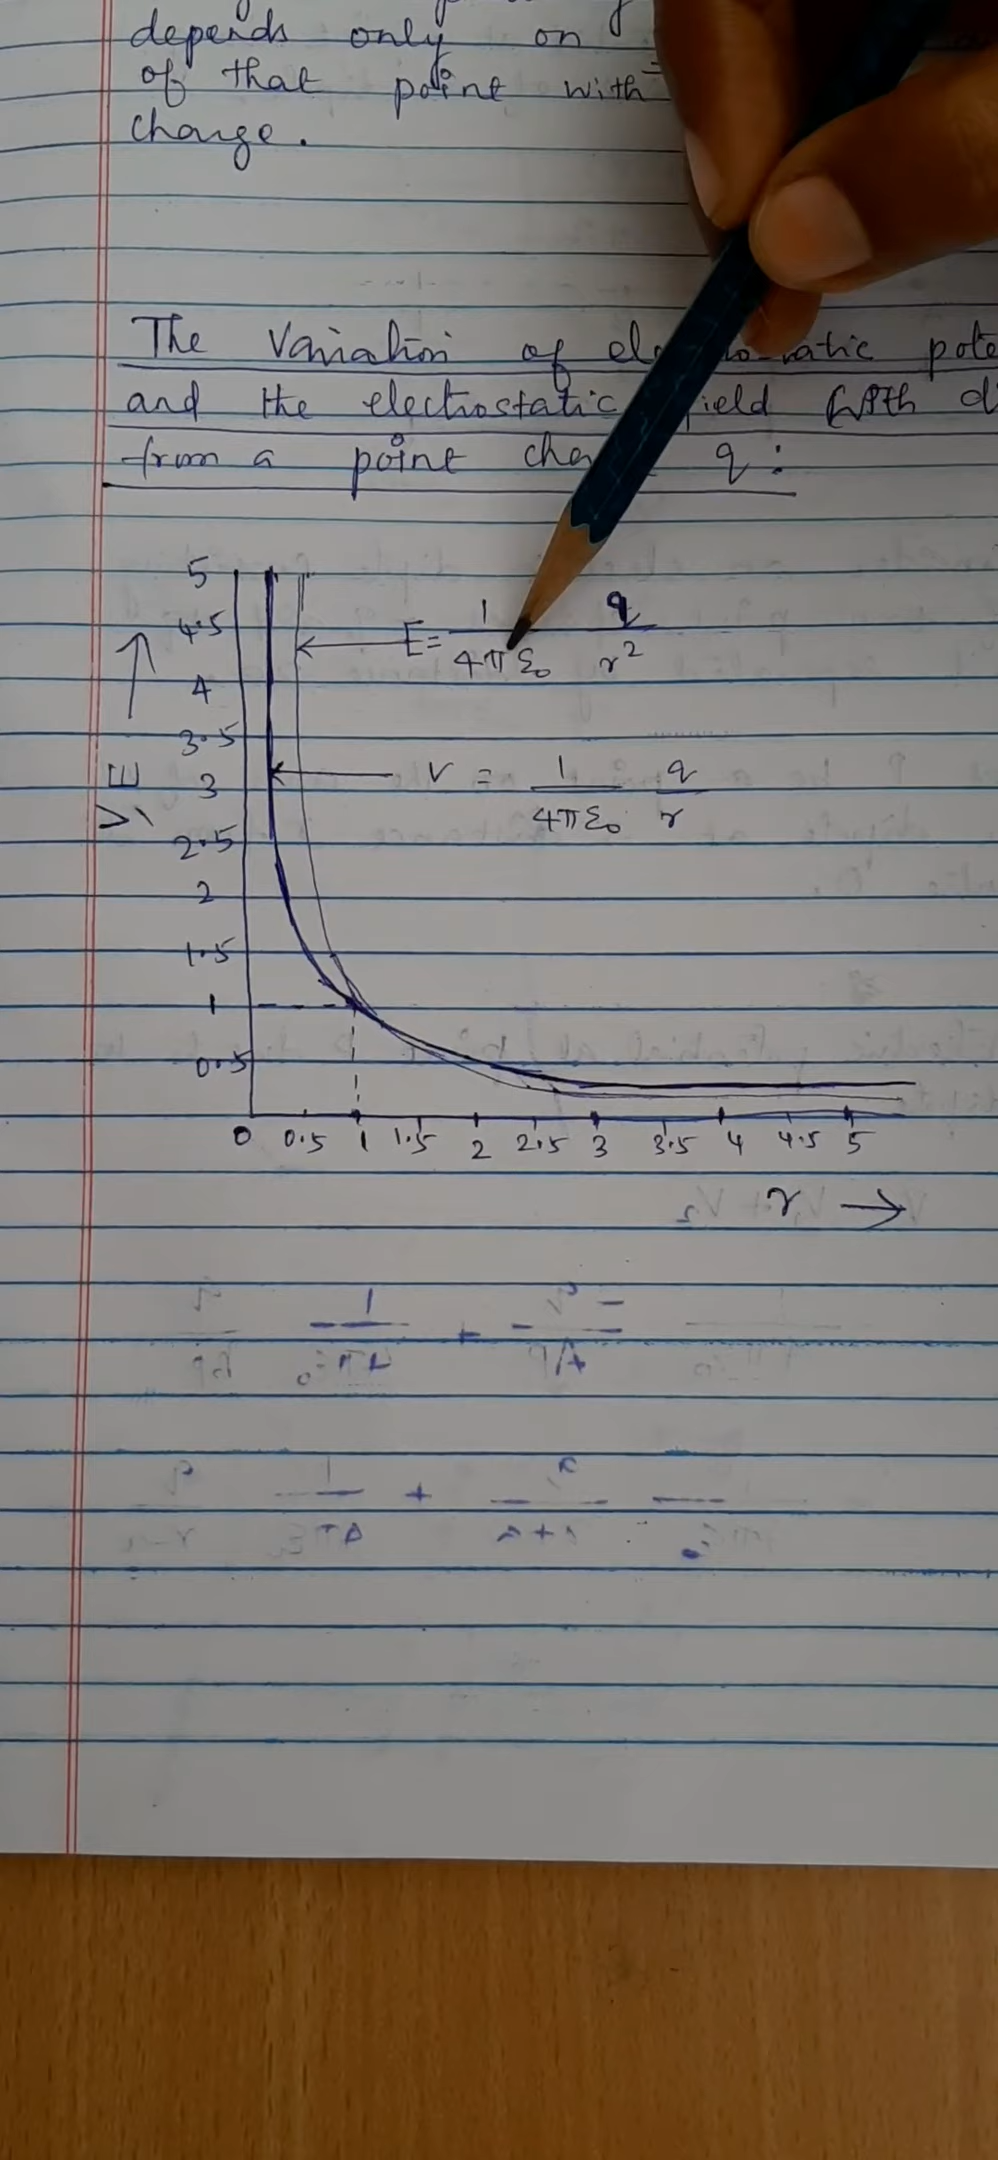 depends only on
of that point with
charge.
The Variation of
and the electrostatic field with
from a point q :
5
4.5
E = 1/4πε₀ q/r²
4
3.5
V, E
3
V = 1/4πε₀ q/r
2.5
2
1.5
1
0.5
0 0.5 1 1.5 2 2.5 3 3.5 4 4.5 5
r